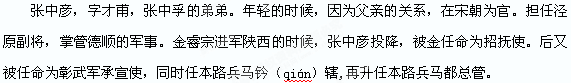 张中彦，字才甫，张中孚的弟弟。年轻的时候，因为父亲的关系，在宋朝为官。担任泾
原副将，掌管德顺的军事。金睿宗进军陕西的时候，张中彦投降，被金任命为招抚使。后又
被任命为彰武军承宣使，同时任本路兵马钤（qián）辖，再升任本路兵马都总管。